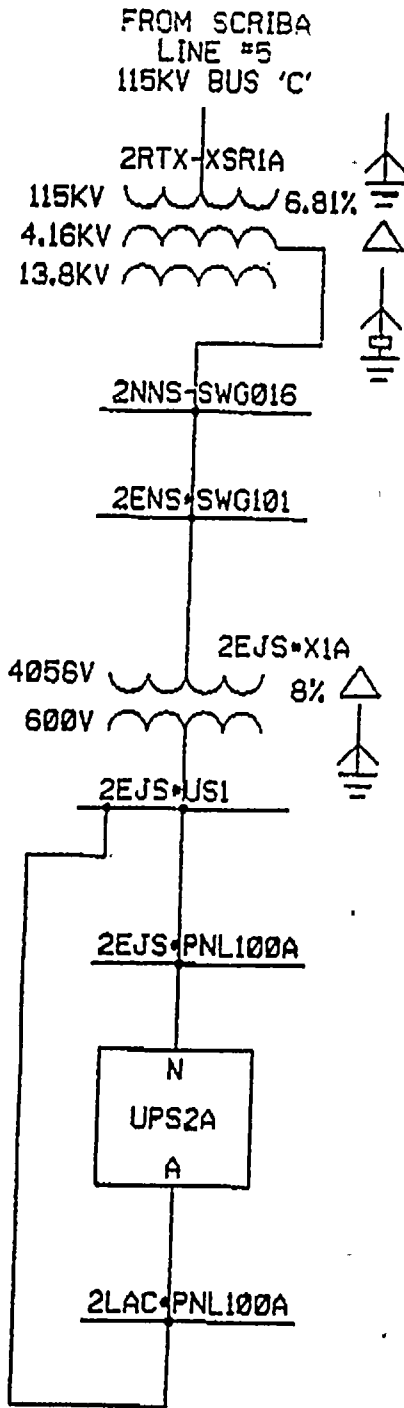 FROM SCRIBA
LINE #5
115KV BUS 'C'
2RTX-XSR1A
115KV
6.81%
4.16KV
13.8KV
2NNS-SWG016
2ENS*SWG101
2EJS*X1A
4056V
8%
600V
2EJS*US1
2EJS*PNL100A
N
UPS2A
A
2LAC*PNL100A